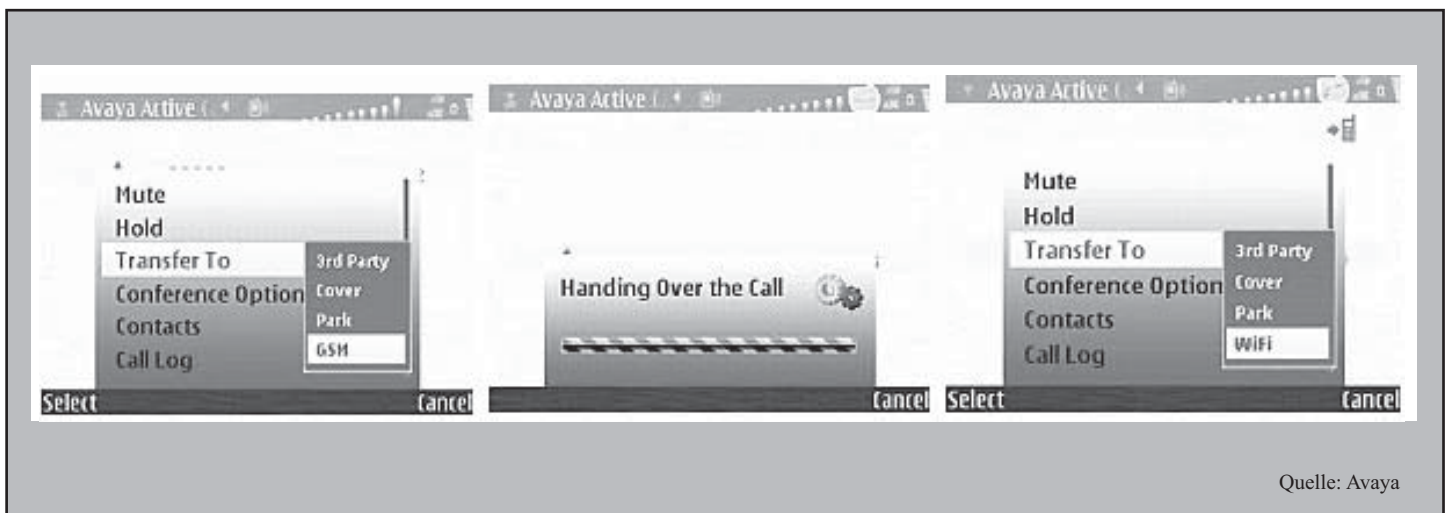 Avaya Active
Mute
Hold
Transfer To
Conference Option
Contacts
Call Log
3rd Party
Cover
Park
GSM
Select
Cancel
Avaya Active
Handing Over the Call
Cancel
Avaya Active
Mute
Hold
Transfer To
Conference Option
Contacts
Call Log
3rd Party
Cover
Park
WiFi
Select
Cancel
Quelle: Avaya